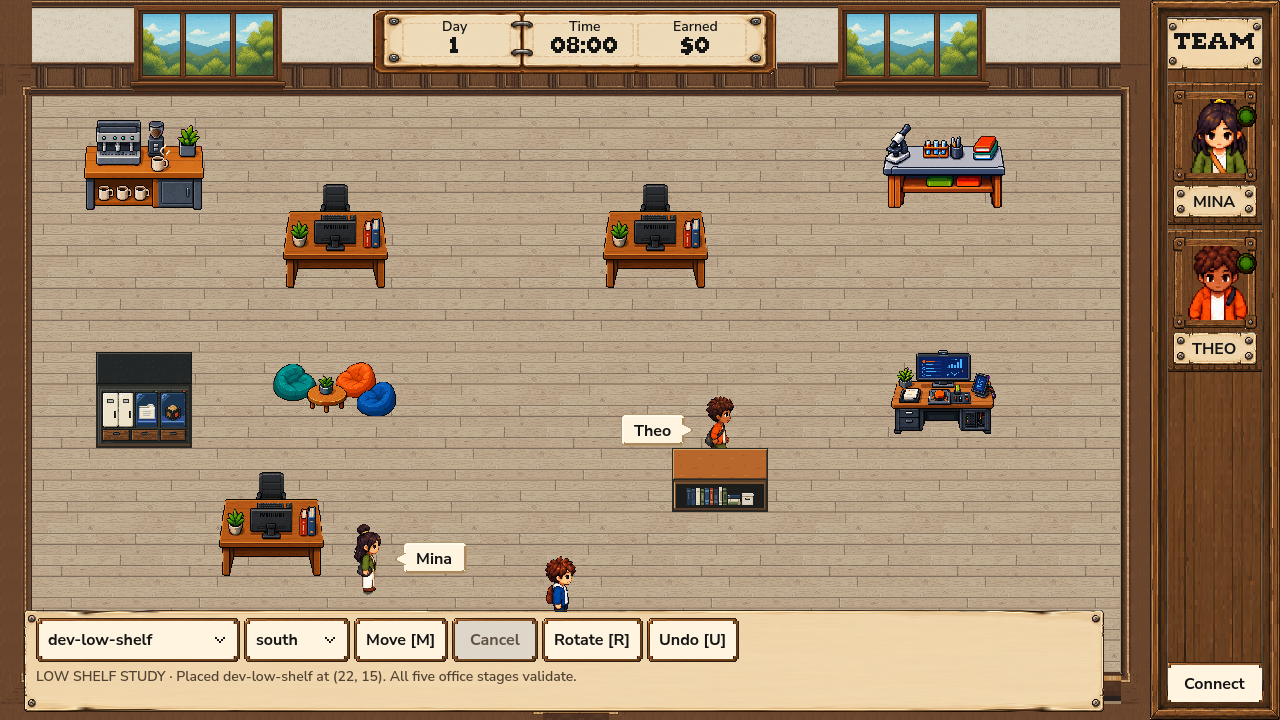 Day
1
Time
08:00
Earned
$0
TEAM
MINA
THEO
Theo
Mina
dev-low-shelf
south
Move [M]
Cancel
Rotate [R]
Undo [U]
LOW SHELF STUDY · Placed dev-low-shelf at (22, 15). All five office stages validate.
Connect